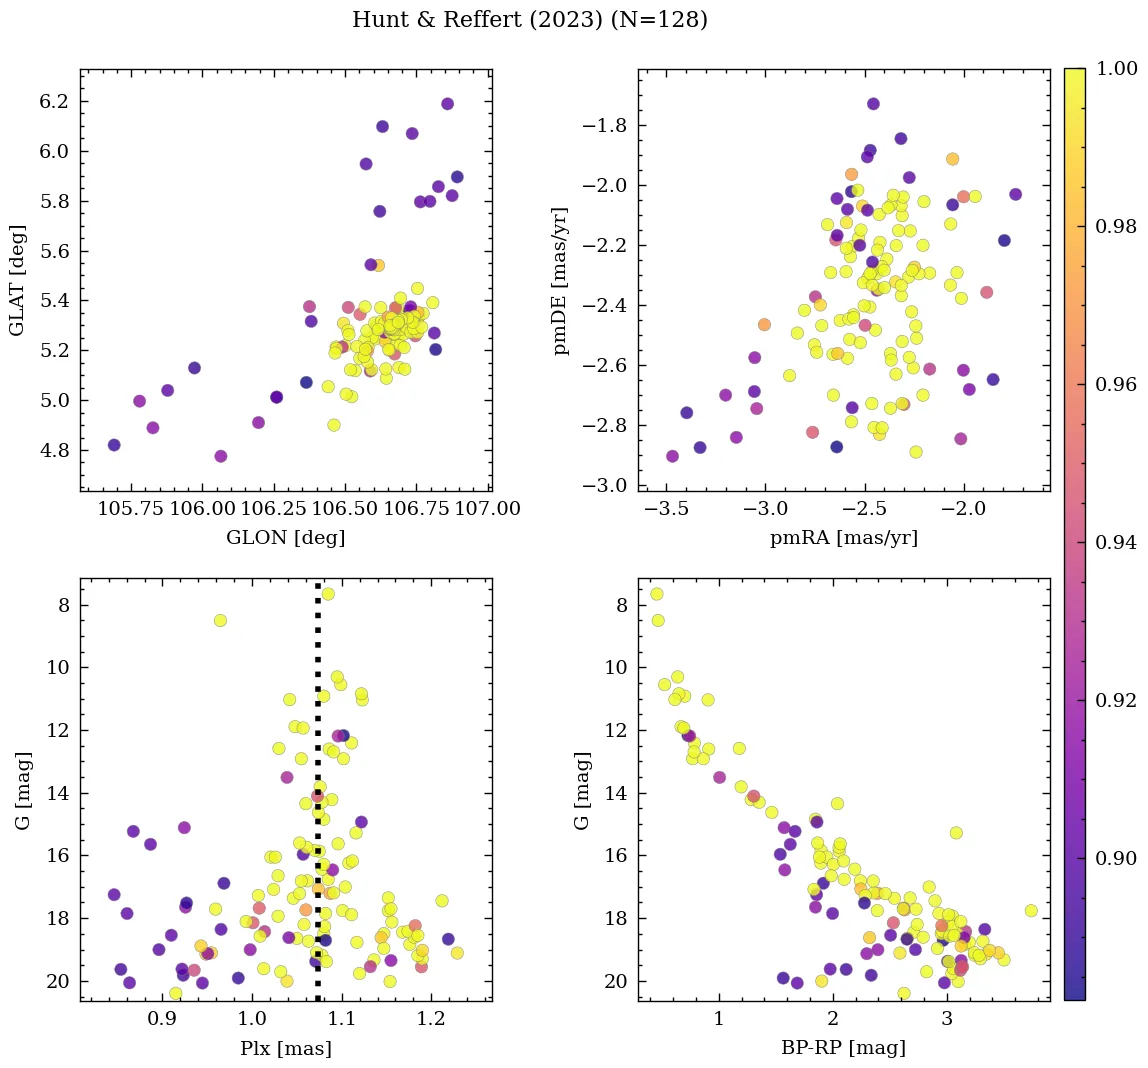 Hunt & Reffert (2023) (N=128)
6.2
6.0
5.8
5.6
5.4
5.2
5.0
4.8
GLAT [deg]
105.75 106.00 106.25 106.50 106.75 107.00
GLON [deg]
−1.8
−2.0
−2.2
−2.4
−2.6
−2.8
−3.0
pmDE [mas/yr]
−3.5 −3.0 −2.5 −2.0
pmRA [mas/yr]
1.00
0.98
0.96
0.94
0.92
0.90
8
10
12
14
16
18
20
G [mag]
0.9 1.0 1.1 1.2
Plx [mas]
8
10
12
14
16
18
20
G [mag]
1 2 3
BP-RP [mag]